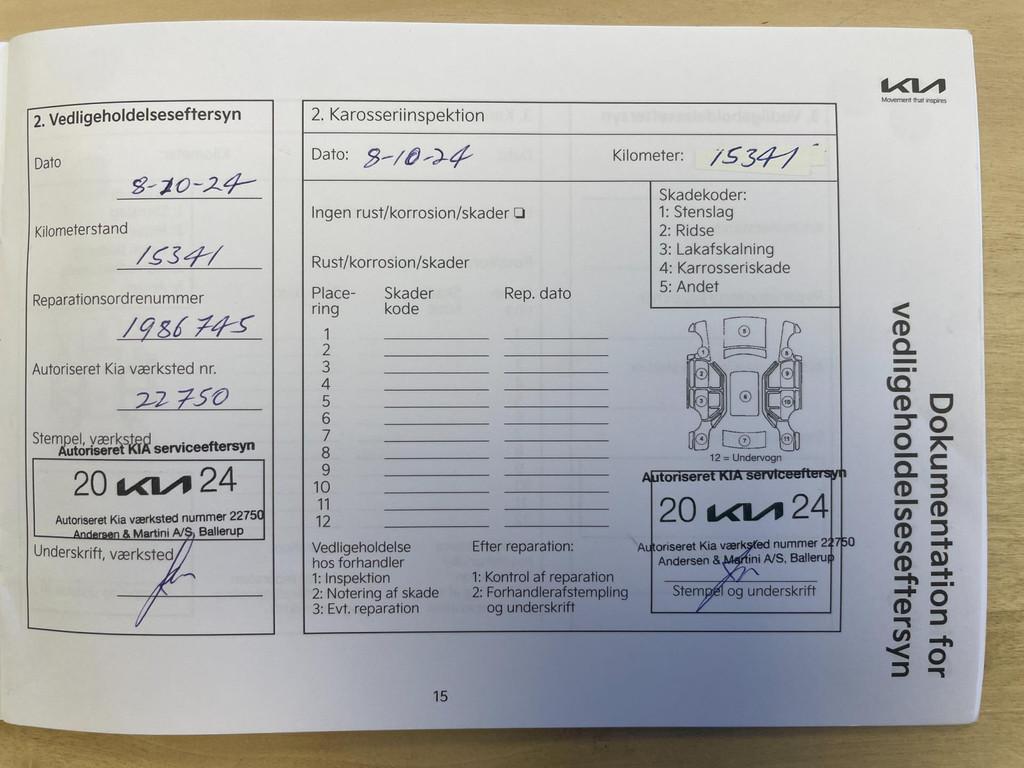 KIA
Movement that inspires
Dokumentation for
vedligeholdelseseftersyn
2. Vedligeholdelseseftersyn
Dato
8-10-24
Kilometerstand
15341
Reparationsordrenummer
1986745
Autoriseret Kia værksted nr.
22750
Stempel, værksted
Autoriseret KIA serviceeftersyn
20 KIA 24
Autoriseret Kia værksted nummer 22750
Andersen & Martini A/S, Ballerup
Underskrift, værksted
2. Karosseriinspektion
Dato: 8-10-24 Kilometer: 15341
Ingen rust/korrosion/skader ❏
Rust/korrosion/skader
Skadekoder:
1: Stenslag
2: Ridse
3: Lakafskalning
4: Karrosseriskade
5: Andet
Place- Skader Rep. dato
ring kode
1
2
3
4
5
6
7
8
9
10
11
12
12 = Undervogn
Autoriseret KIA serviceeftersyn
20 KIA 24
Autoriseret Kia værksted nummer 22750
Andersen & Martini A/S, Ballerup
Stempel og underskrift
Vedligeholdelse
hos forhandler
1: Inspektion
2: Notering af skade
3: Evt. reparation
Efter reparation:
1: Kontrol af reparation
2: Forhandlerafstempling
og underskrift
15